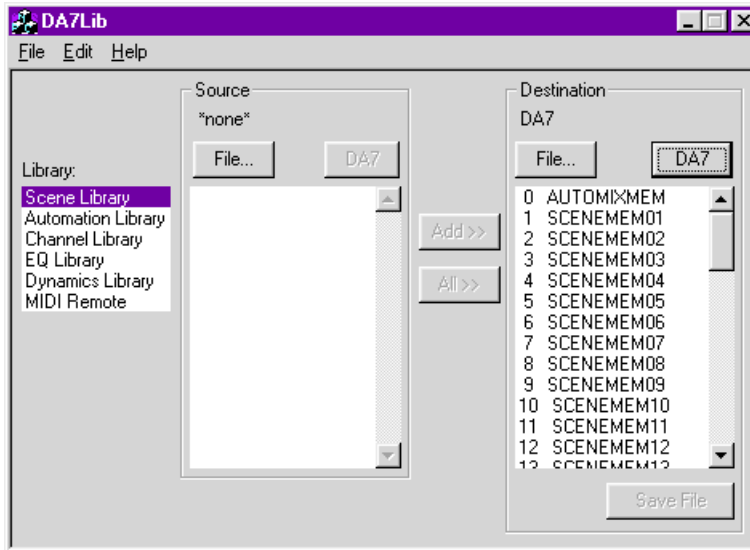 DA7Lib
File Edit Help
Library:
Scene Library
Automation Library
Channel Library
EQ Library
Dynamics Library
MIDI Remote
Source
*none*
File... DA7
Add >>
All >>
Destination
DA7
File... DA7
0 AUTOMIXMEM
1 SCENEMEM01
2 SCENEMEM02
3 SCENEMEM03
4 SCENEMEM04
5 SCENEMEM05
6 SCENEMEM06
7 SCENEMEM07
8 SCENEMEM08
9 SCENEMEM09
10 SCENEMEM10
11 SCENEMEM11
12 SCENEMEM12
13 SCENEMEM13
Save File